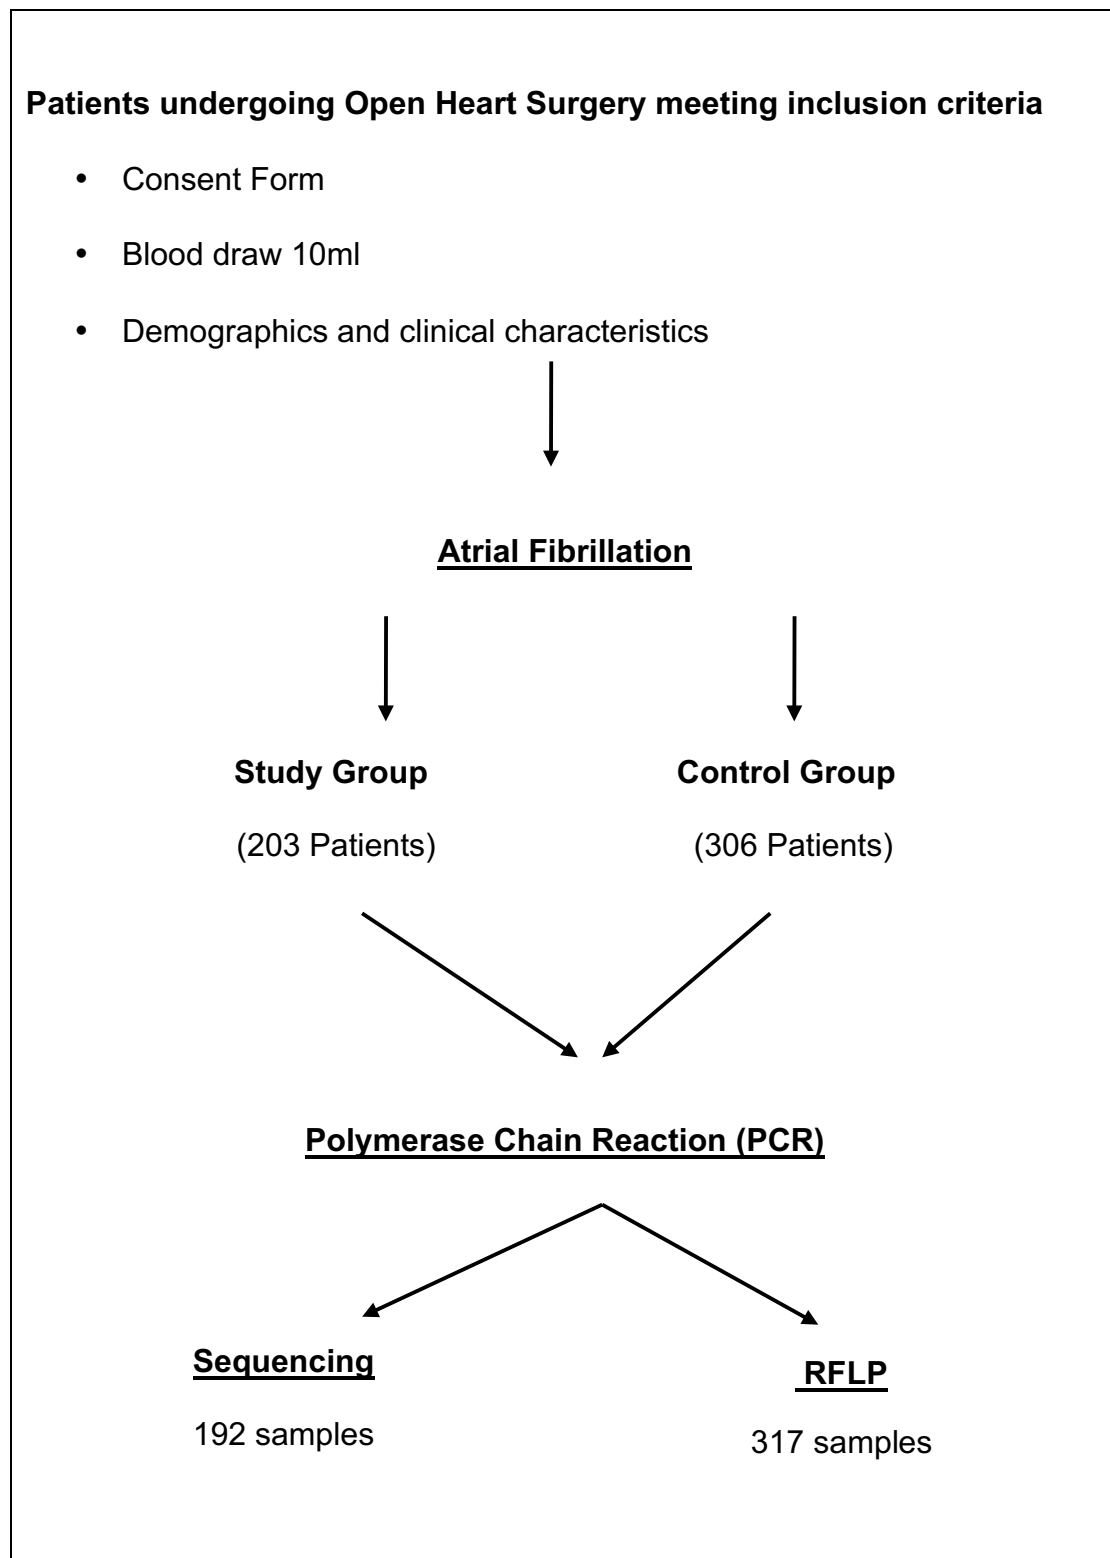 Patients undergoing Open Heart Surgery meeting inclusion criteria
• Consent Form
• Blood draw 10ml
• Demographics and clinical characteristics
Atrial Fibrillation
Study Group
Control Group
(203 Patients)
(306 Patients)
Polymerase Chain Reaction (PCR)
Sequencing
RFLP
192 samples
317 samples